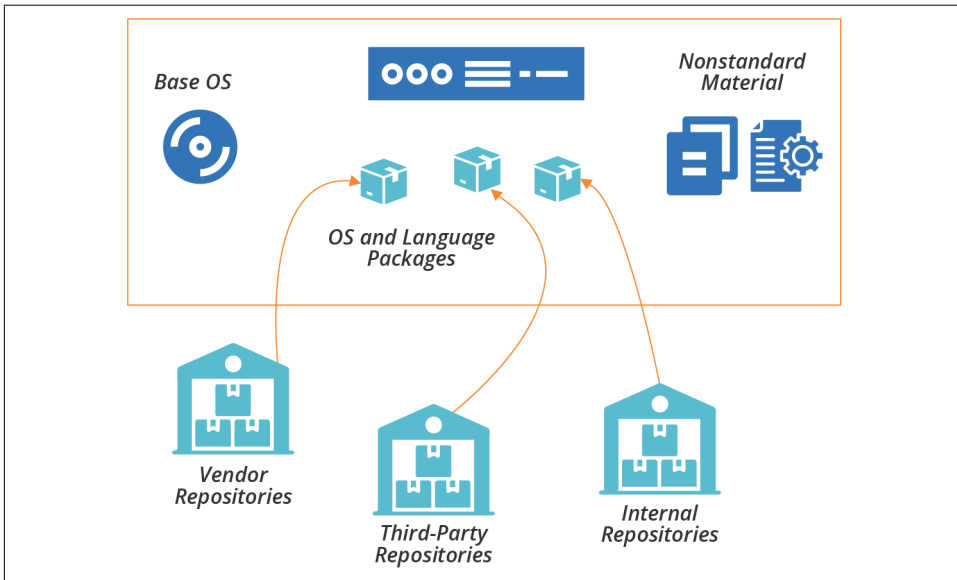 Base OS
Nonstandard
Material
OS and Language
Packages
Vendor
Repositories
Third-Party
Repositories
Internal
Repositories